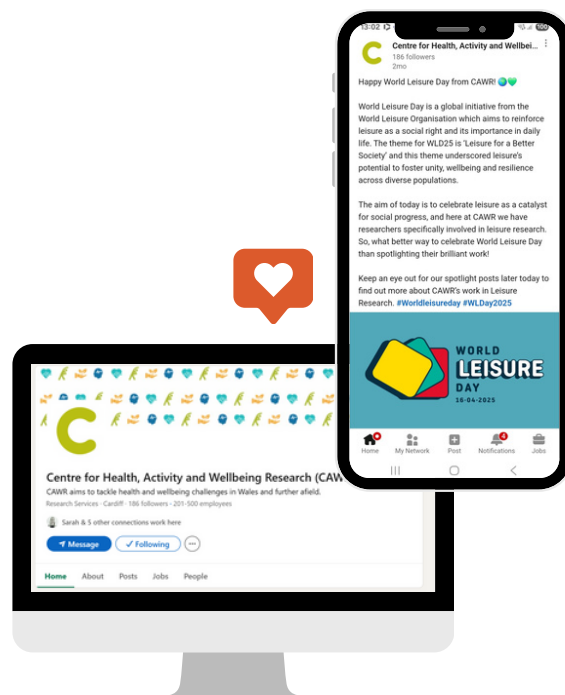 13:02
100
Centre for Health, Activity and Wellbei...
186 followers
2mo
Happy World Leisure Day from CAWR! 🌍💚
World Leisure Day is a global initiative from the
World Leisure Organisation which aims to reinforce
leisure as a social right and its importance in daily
life. The theme for WLD25 is 'Leisure for a Better
Society' and this theme underscored leisure's
potential to foster unity, wellbeing and resilience
across diverse populations.
The aim of today is to celebrate leisure as a catalyst
for social progress, and here at CAWR we have
researchers specifically involved in leisure research.
So, what better way to celebrate World Leisure Day
than spotlighting their brilliant work!
Keep an eye out for our spotlight posts later today to
find out more about CAWR's work in Leisure
Research. #Worldleisureday #WLDay2025
WORLD
LEISURE
DAY
16-04-2025
4
Home My Network Post Notifications Jobs
Centre for Health, Activity and Wellbeing Research (CAW
CAWR aims to tackle health and wellbeing challenges in Wales and further afield.
Research Services · Cardiff · 186 followers · 201-500 employees
Sarah & 5 other connections work here
Message ✓ Following ...
Home About Posts Jobs People